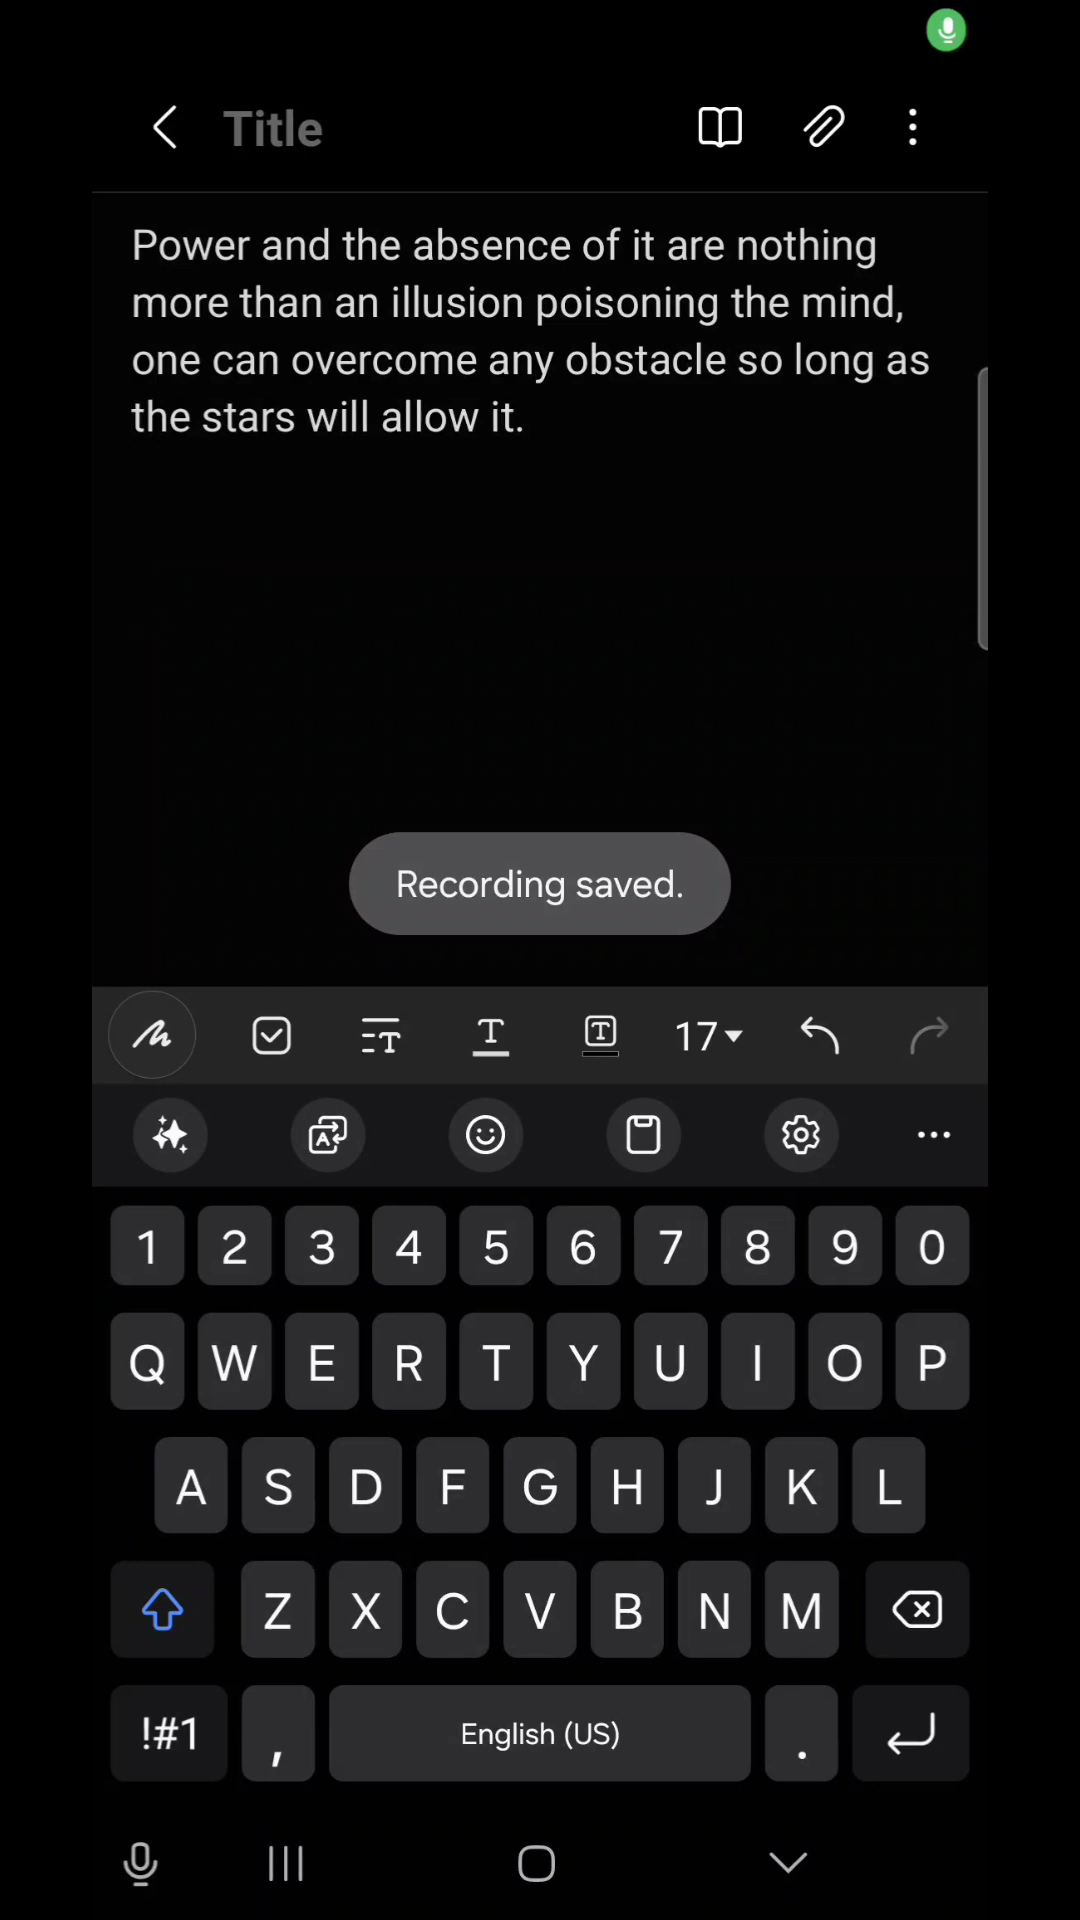 Title
Power and the absence of it are nothing
more than an illusion poisoning the mind,
one can overcome any obstacle so long as
the stars will allow it.
Recording saved.
T T T 17
A
1 2 3 4 5 6 7 8 9 0
Q W E R T Y U I O P
A S D F G H J K L
Z X C V B N M
!#1 , English (US) .